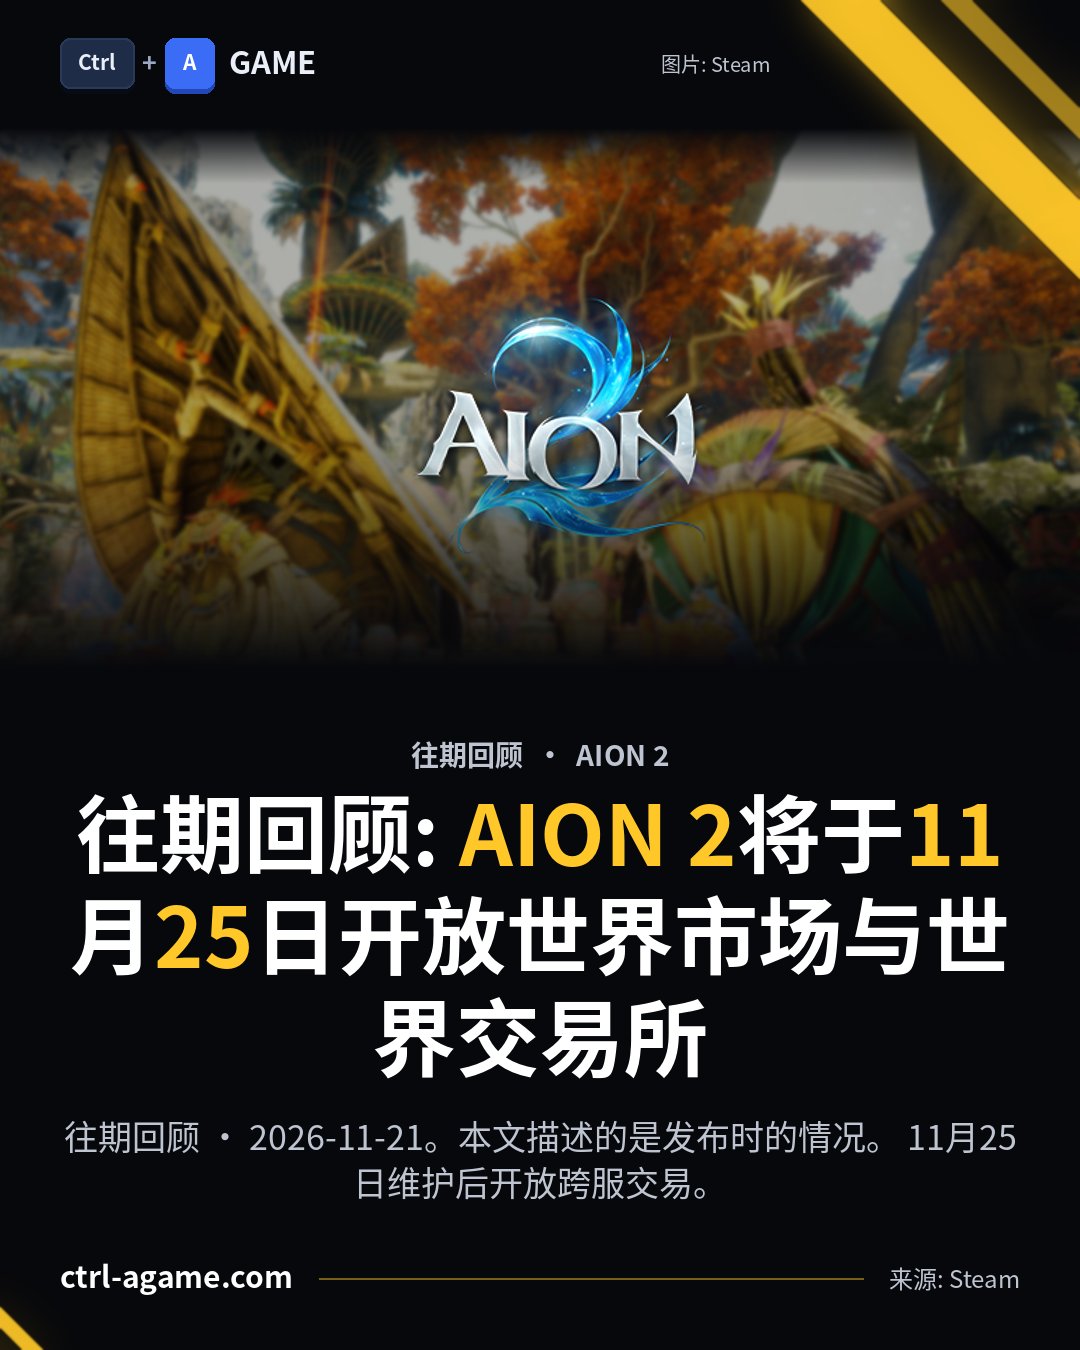 Ctrl + A GAME
图片: Steam
AION 2
往期回顾 • AION 2
往期回顾: AION 2将于11
月25日开放世界市场与世
界交易所
往期回顾 • 2026-11-21。本文描述的是发布时的情况。 11月25
日维护后开放跨服交易。
ctrl-agame.com
来源: Steam